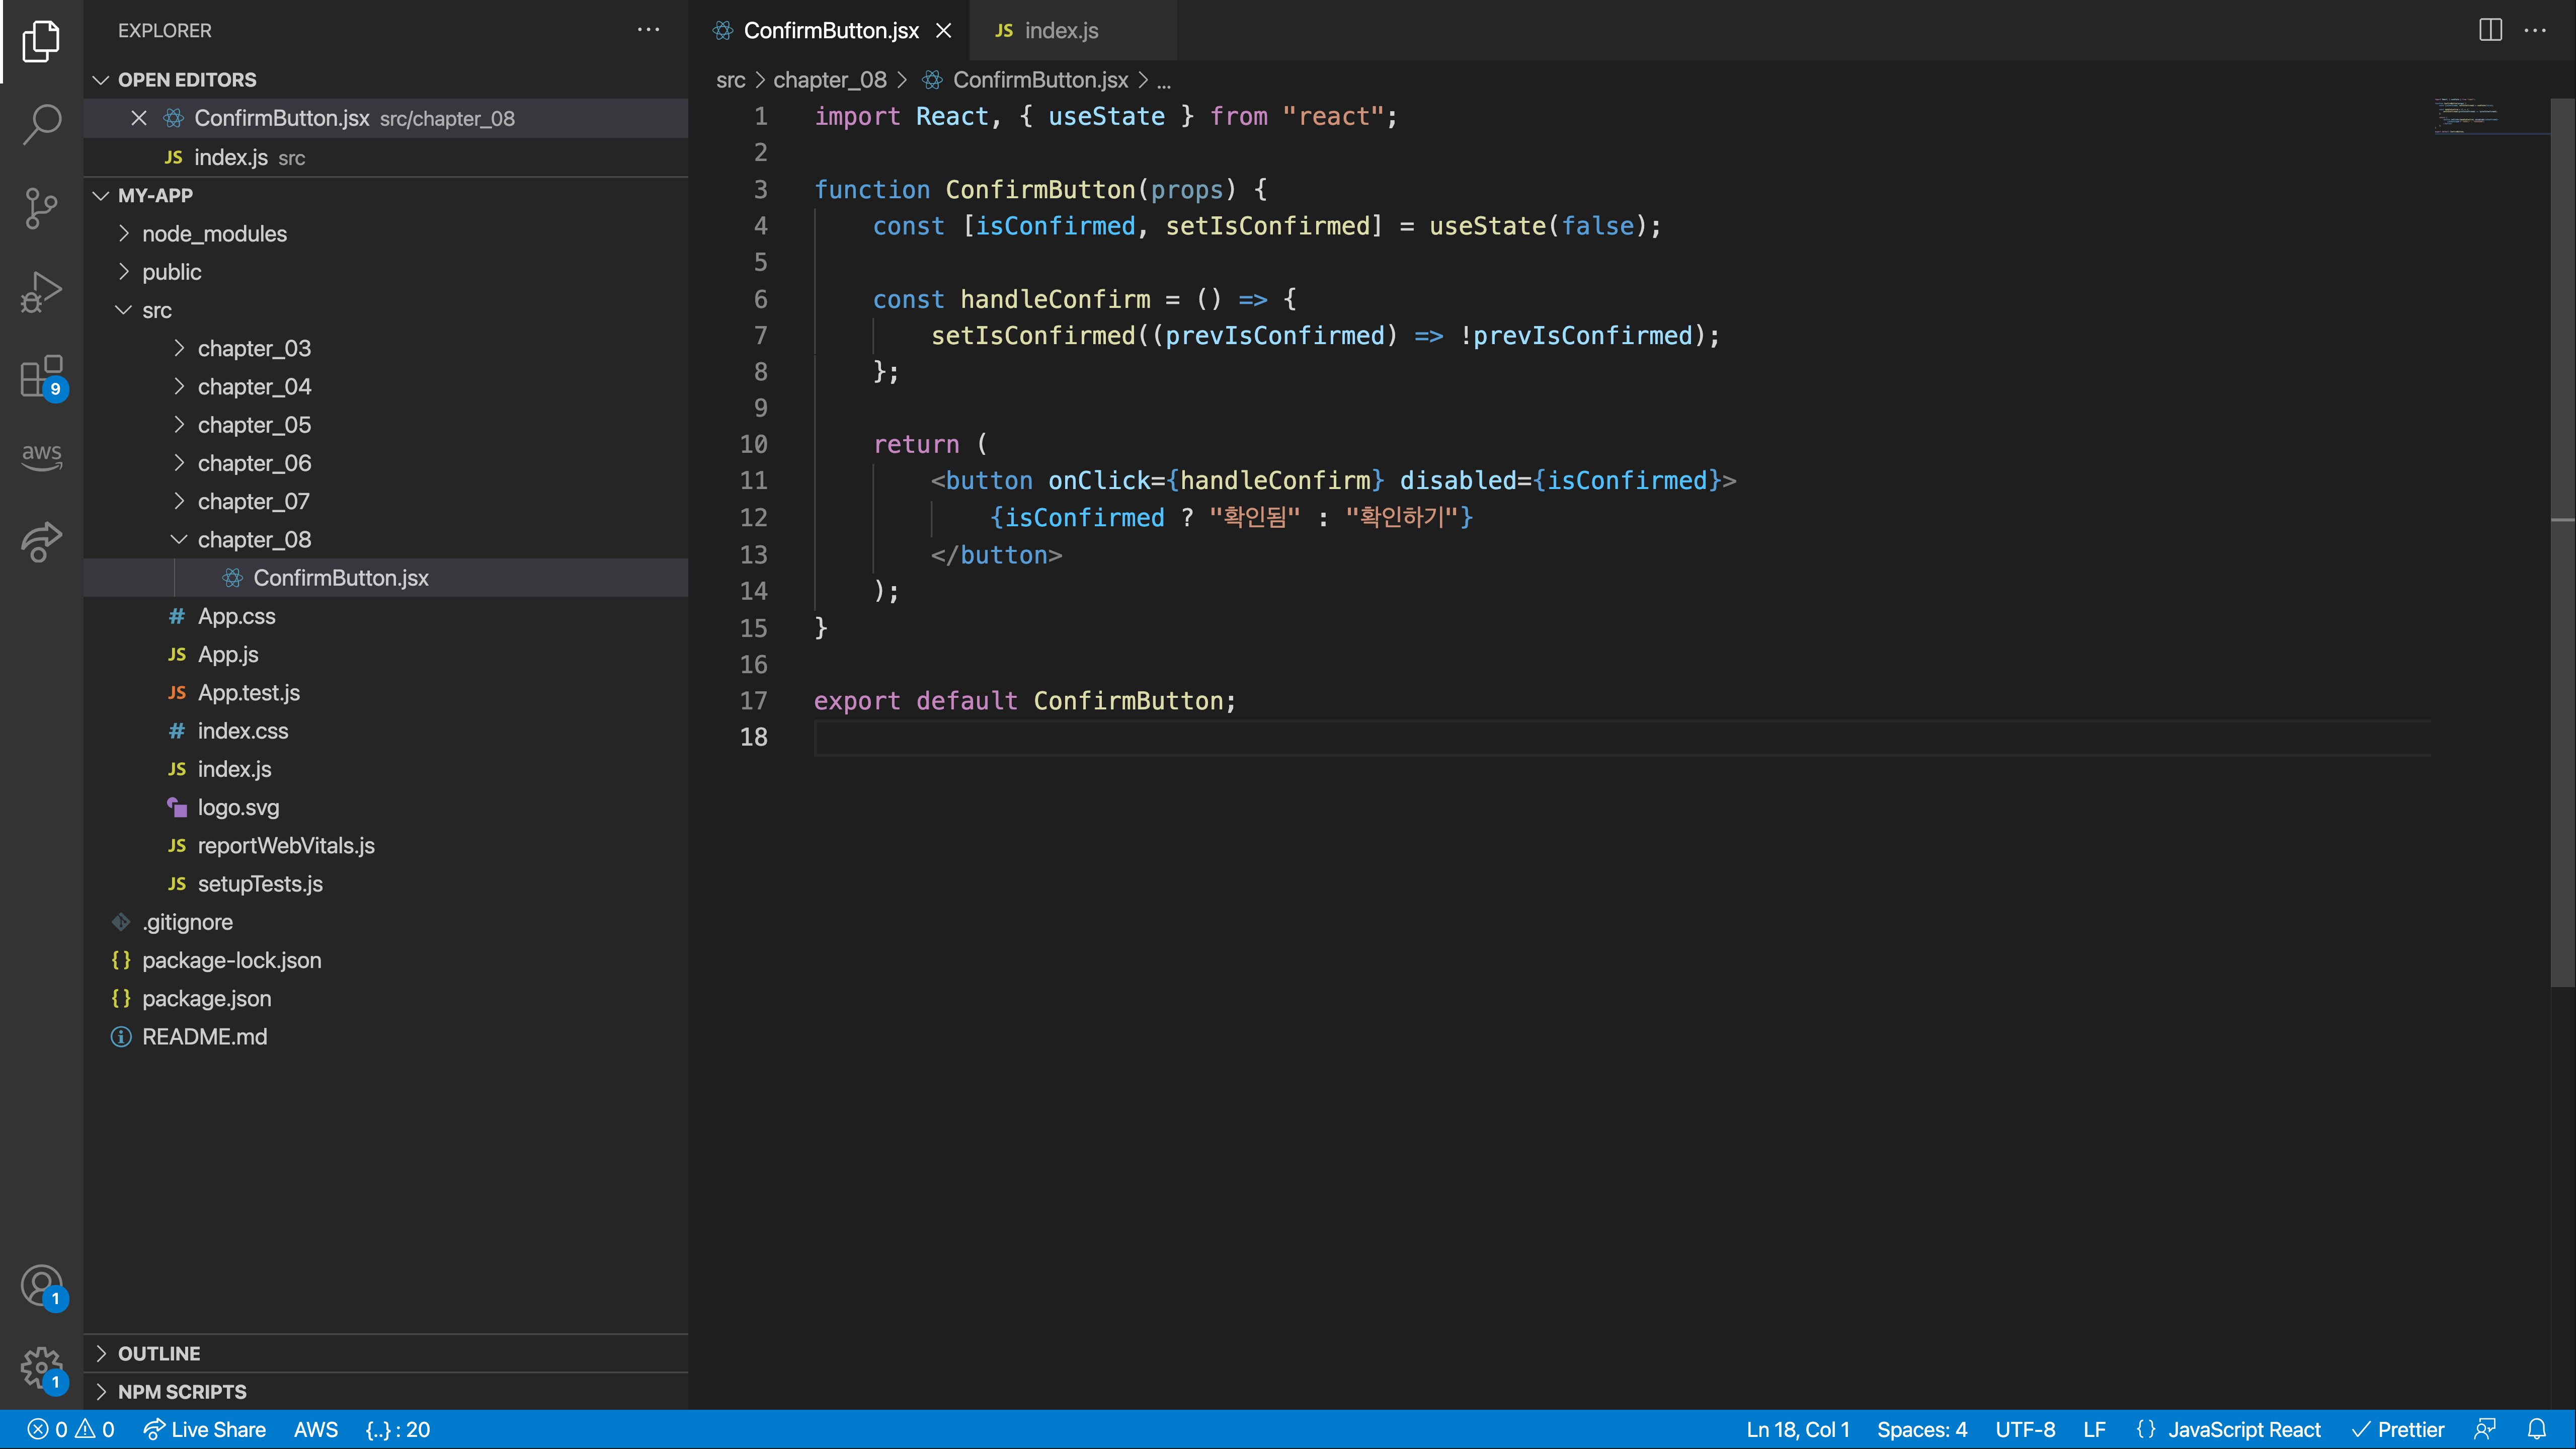 EXPLORER
OPEN EDITORS
ConfirmButton.jsx src/chapter_08
JS index.js src
MY-APP
node_modules
public
src
chapter_03
chapter_04
chapter_05
chapter_06
chapter_07
chapter_08
ConfirmButton.jsx
# App.css
JS App.js
JS App.test.js
# index.css
JS index.js
logo.svg
JS reportWebVitals.js
JS setupTests.js
.gitignore
{} package-lock.json
{} package.json
README.md
OUTLINE
NPM SCRIPTS
9
aws
1
1
ConfirmButton.jsx
JS index.js
src > chapter_08 > ConfirmButton.jsx > ...
1 import React, { useState } from "react";
2
3 function ConfirmButton(props) {
4 const [isConfirmed, setIsConfirmed] = useState(false);
5
6 const handleConfirm = () => {
7 setIsConfirmed((prevIsConfirmed) => !prevIsConfirmed);
8 };
9
10 return (
11 <button onClick={handleConfirm} disabled={isConfirmed}>
12 {isConfirmed ? "확인됨" : "확인하기"}
13 </button>
14 );
15 }
16
17 export default ConfirmButton;
18
0 0 Live Share AWS {..} : 20 Ln 18, Col 1 Spaces: 4 UTF-8 LF {} JavaScript React Prettier